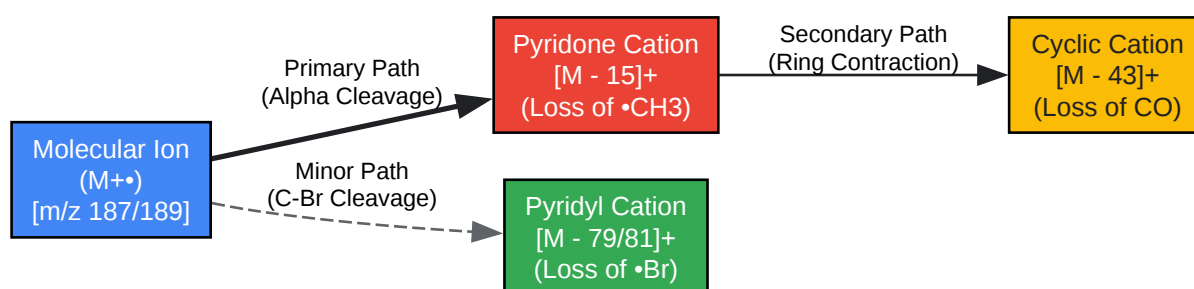 Molecular Ion
(M+•)
[m/z 187/189]
Primary Path
(Alpha Cleavage)
Minor Path
(C-Br Cleavage)
Pyridone Cation
[M - 15]+
(Loss of •CH3)
Pyridyl Cation
[M - 79/81]+
(Loss of •Br)
Secondary Path
(Ring Contraction)
Cyclic Cation
[M - 43]+
(Loss of CO)